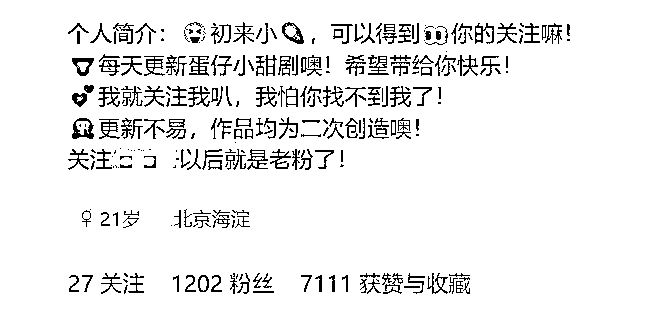 个人简介：😝初来小🥔，可以得到👀你的关注嘛！
每天更新蛋仔小甜剧噢！希望带给你快乐！
💕我就关注我叭，我怕你找不到我了！
更新不易，作品均为二次创造噢！
关注 以后就是老粉了！
♀ 21岁 北京海淀
27 关注 1202 粉丝 7111 获赞与收藏